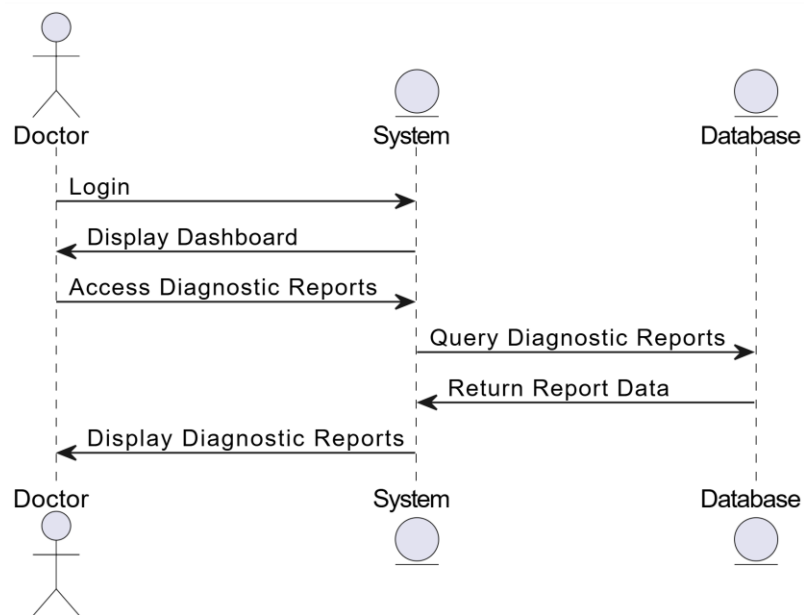 Doctor
System
Database
Login
Display Dashboard
Access Diagnostic Reports
Query Diagnostic Reports
Return Report Data
Display Diagnostic Reports
Doctor
System
Database